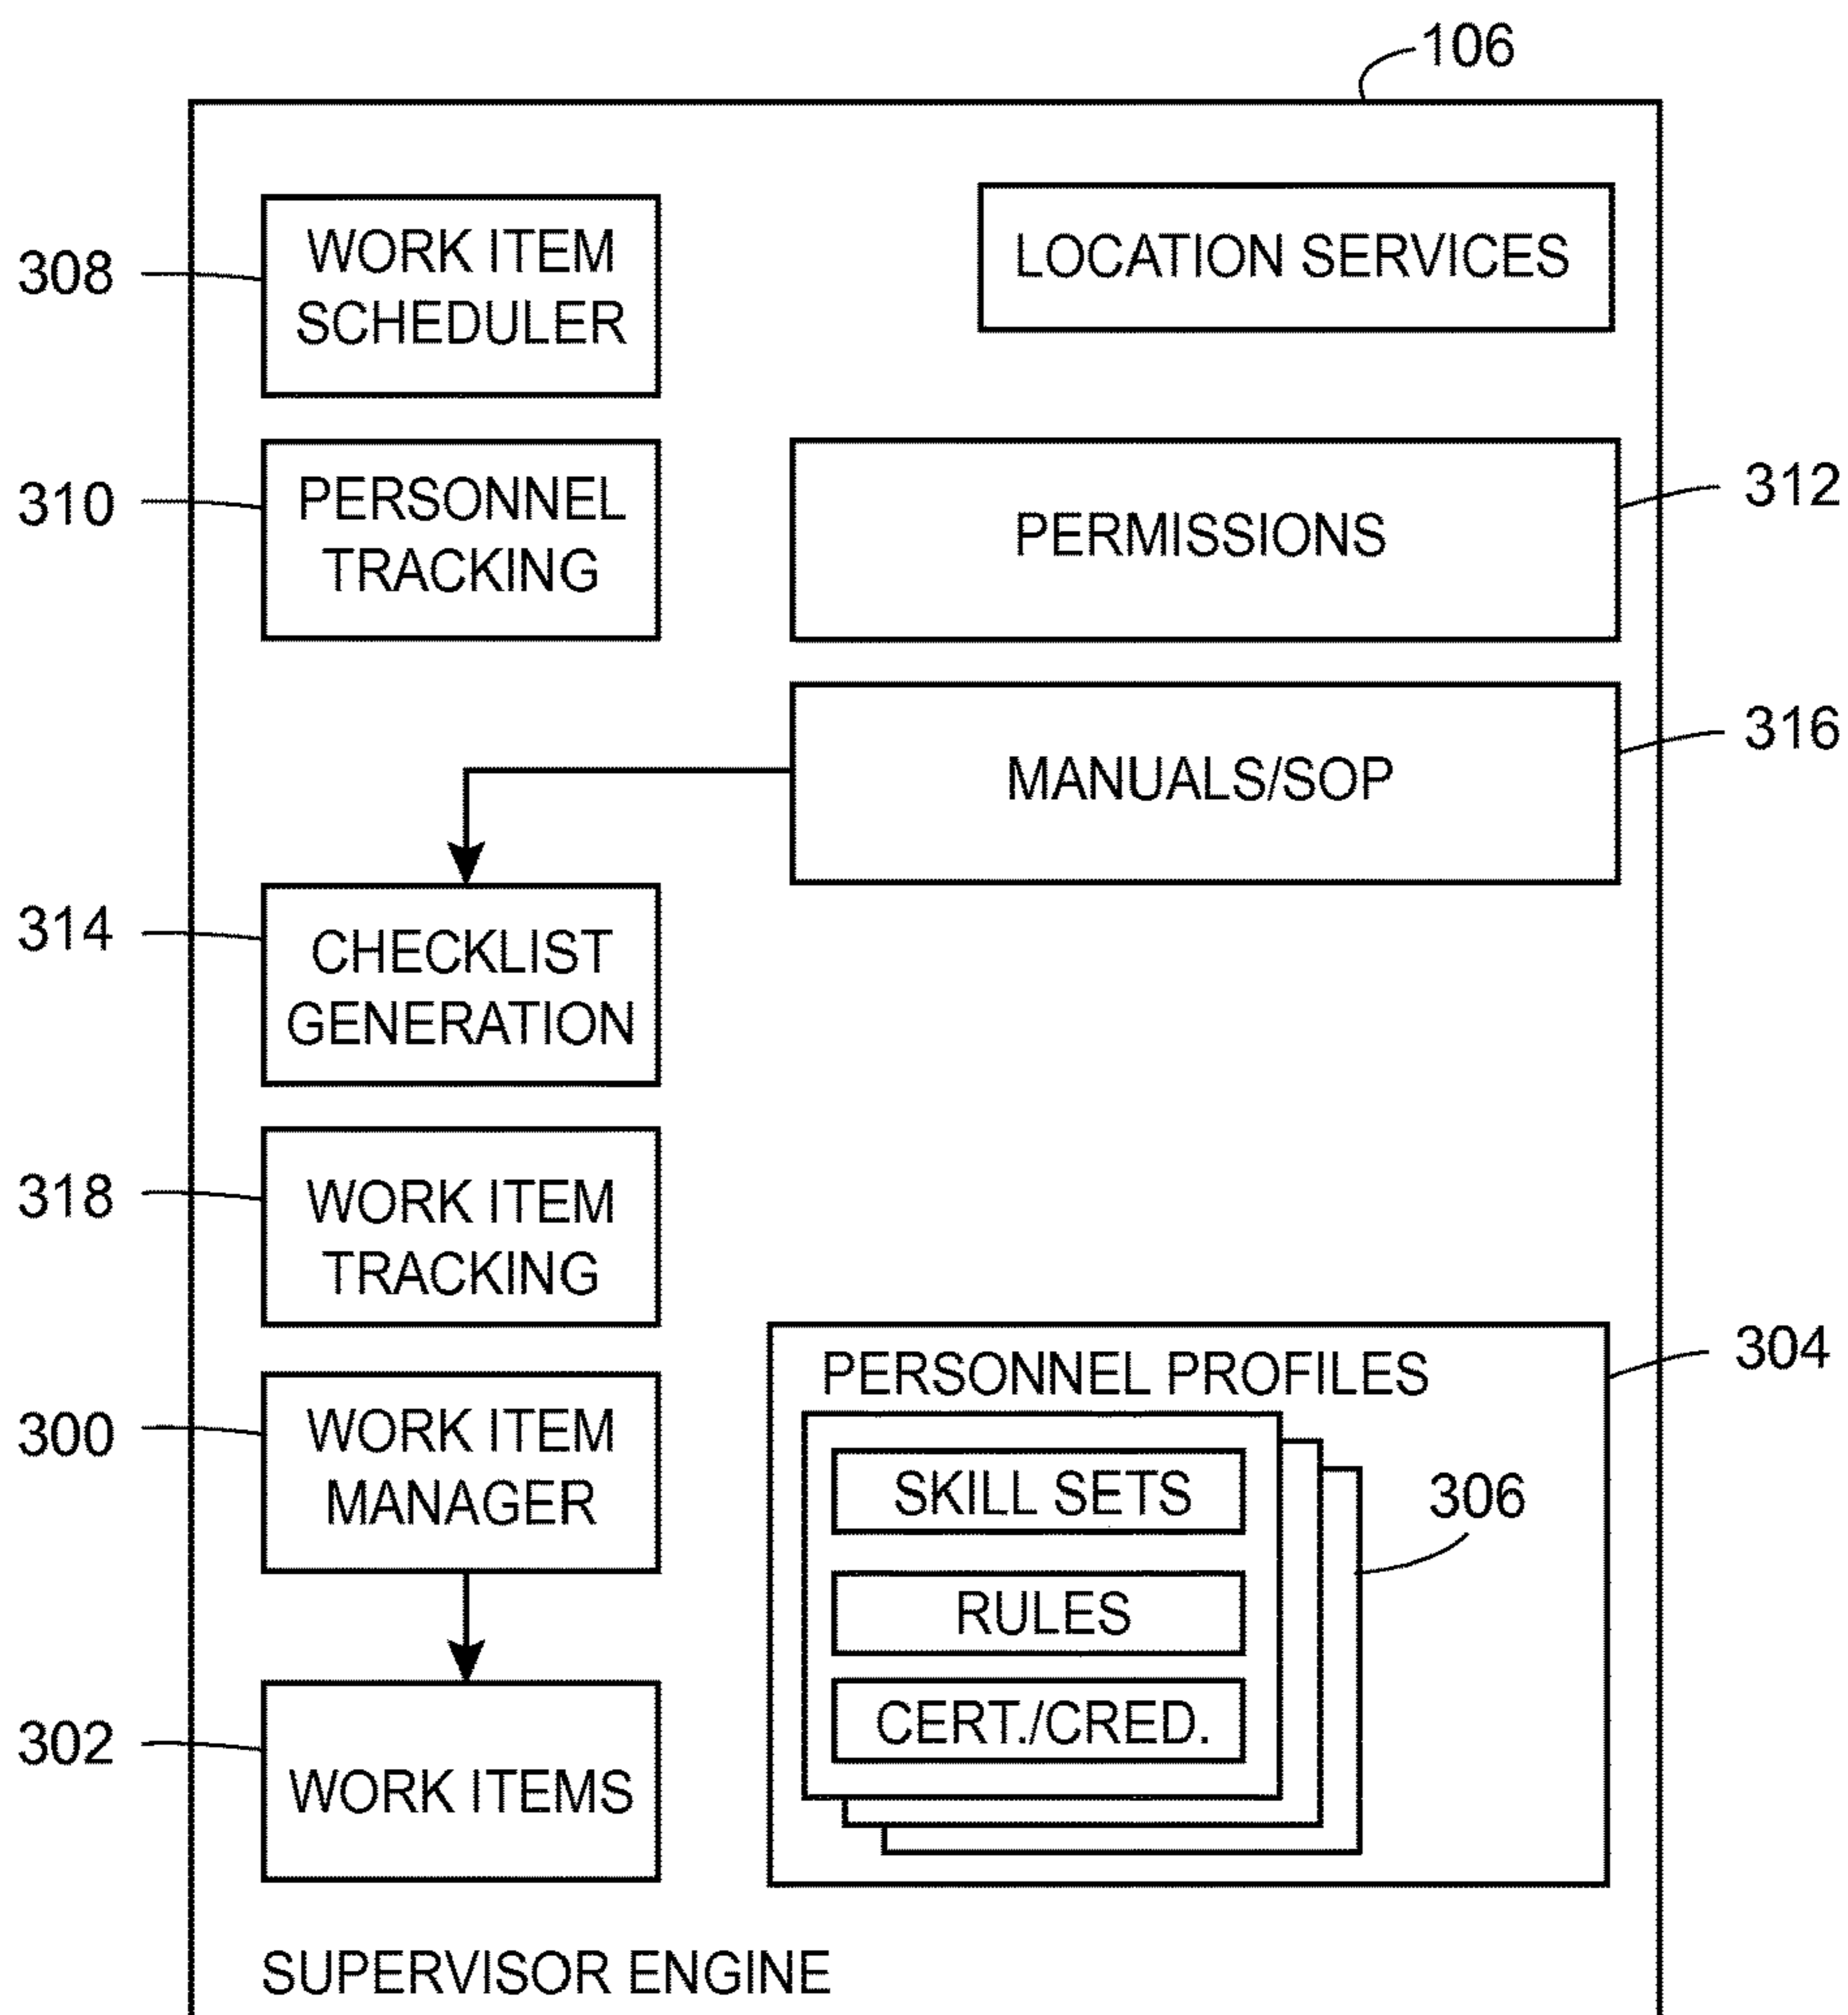 106
308
WORK ITEM
SCHEDULER
LOCATION SERVICES
310
PERSONNEL
TRACKING
PERMISSIONS
312
MANUALS/SOP
316
314
CHECKLIST
GENERATION
318
WORK ITEM
TRACKING
300
WORK ITEM
MANAGER
302
WORK ITEMS
PERSONNEL PROFILES
304
SKILL SETS
RULES
CERT./CRED.
306
SUPERVISOR ENGINE